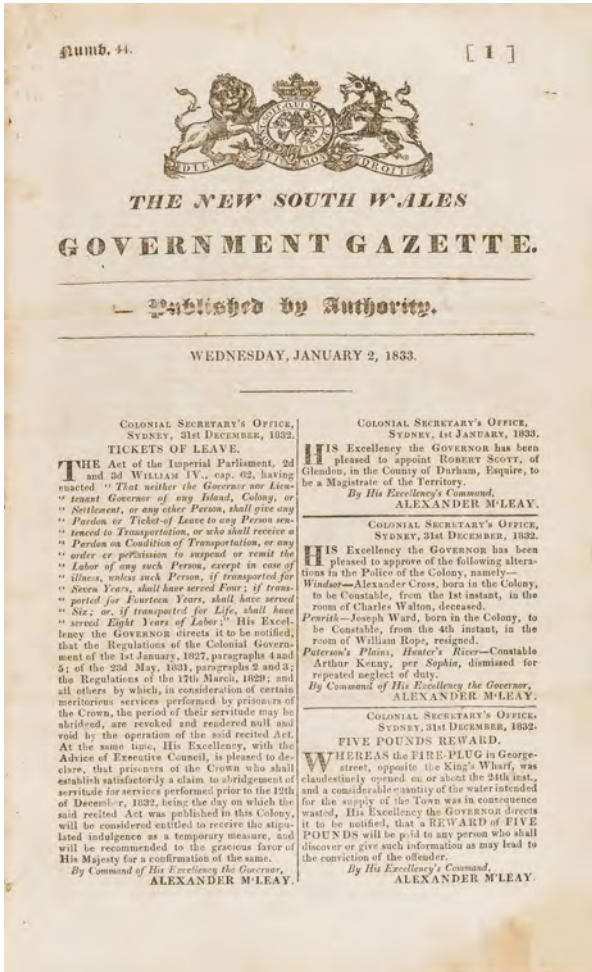 Numb. 44.
[ 1 ]
DIEU ET MON DROIT
THE NEW SOUTH WALES
GOVERNMENT GAZETTE.
Published by Authority.
WEDNESDAY, JANUARY 2, 1833.
COLONIAL SECRETARY'S OFFICE,
SYDNEY, 31ST DECEMBER, 1832.
TICKETS OF LEAVE.
THE Act of the Imperial Parliment, 2d
and 3d WILLIAM IV., cap. 62, having
enacted "That neither the Governor nor Lieu-
" tenant Governor of any Island, Colony, or
" Settlement, or any other Person, shall give any
" Pardon or Ticket-of Leave to any Person sen-
" tenced to Transportation, or who shall receive a
" Pardon on Condition of Transportation, or any
" order or permission to suspend or remit the
" Labor of any such Person, except in case of
" illness, unless such Person, if transported for
" Seven Years, shall have served Four; if trans-
" ported for Fourteen Years, shall have served
" Six; or, if transported for Life, shall have
" served Eight Years of Labor;" His Excel-
lency the GOVERNOR directs it to be notified,
that the Regulations of the Colonial Govern-
ment of the 1st January, 1827, paragraphs 4 and
5; of the 23d May, 1831, paragraphs 2 and 3;
the Regulations of the 17th March, 1829; and
all others by which, in consideration of certain
meritorious services performed by prisoners of
the Crown, the period of their servitude may be
abridged, are revoked and rendered null and
void by the operation of the said recited Act.
At the same time, His Excellency, with the
Advice of Executive Council, is pleased to de-
clare, that prisoners of the Crown who shall
establish satisfactorily a claim to abridgement of
servitude for services performed prior to the 12th
of December, 1832, being the day on which the
said recited Act was published in this Colony,
will be considered entitled to receive the stipu-
lated indulgence as a temporary measure, and
will be recommended to the gracious favor of
His Majesty for a confirmation of the same.
By Command of His Excellency the Governor,
ALEXANDER M'LEAY.
COLONIAL SECRETARY'S OFFICE,
SYDNEY, 1ST JANUARY, 1833.
HIS Excellency the GOVERNOR has been
pleased to appoint ROBERT SCOTT, of
Glendon, in the County of Durham, Esquire, to
be a Magistrate of the Territory.
By His Excellency's Command,
ALEXANDER M'LEAY.
COLONIAL SECRETARY'S OFFICE,
SYDNEY, 31ST DECEMBER, 1832.
HIS Excellency the GOVERNOR has been
pleased to approve of the following altera-
tions in the Police of the Colony, namely—
Windsor—Alexander Cross, born in the Colony,
to be Constable, from the 1st instant, in the
room of Charles Walton, deceased.
Penrith—Joseph Ward, born in the Colony, to
be Constable, from the 4th instant, in the
room of William Rope, resigned.
Paterson's Plains, Hunter's River—Constable
Arthur Kenny, per Sophia, dismissed for
repeated neglect of duty.
By Command of His Excellency the Governor,
ALEXANDER M'LEAY.
COLONIAL SECRETARY'S OFFICE,
SYDNEY, 31ST DECEMBER, 1832.
FIVE POUNDS REWARD.
WHEREAS the FIRE-PLUG in George-
street, opposite the King's Wharf, was
clandestinely opened on or about the 24th inst.,
and a considerable quantity of the water intended
for the supply of the Town was in consequence
wasted, His Excellency the GOVERNOR directs
it to be notified, that a REWARD of FIVE
POUNDS will be paid to any person who shall
discover or give such information as may lead to
the conviction of the offender.
By His Excellency's Command,
ALEXANDER M'LEAY.